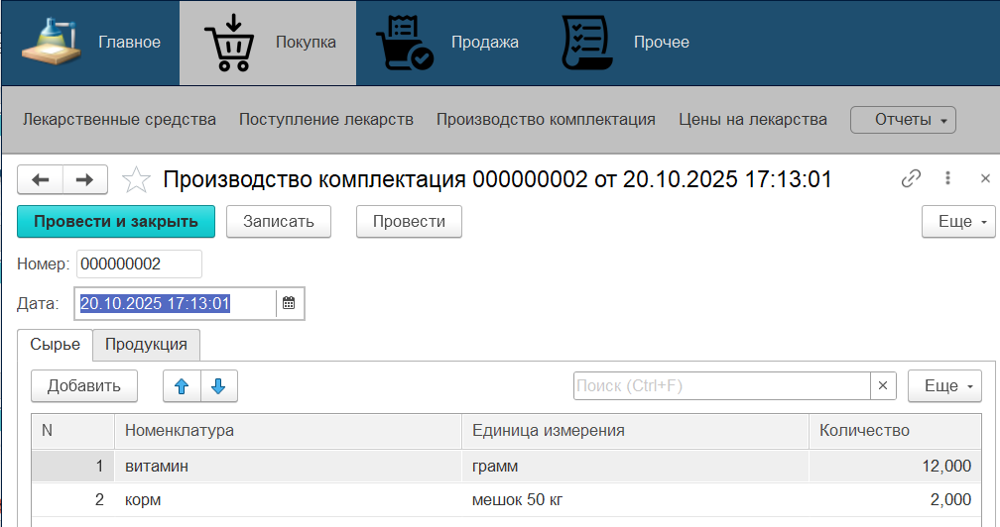 Главное Покупка Продажа Прочее
Лекарственные средства Поступление лекарств Производство комплектация Цены на лекарства Отчеты
Производство комплектация 000000002 от 20.10.2025 17:13:01
Провести и закрыть Записать Провести Еще
Номер: 000000002
Дата: 20.10.2025 17:13:01
Сырье Продукция
Добавить Поиск (Ctrl+F) × Еще
N Номенклатура Единица измерения Количество
1 витамин грамм 12,000
2 корм мешок 50 кг 2,000